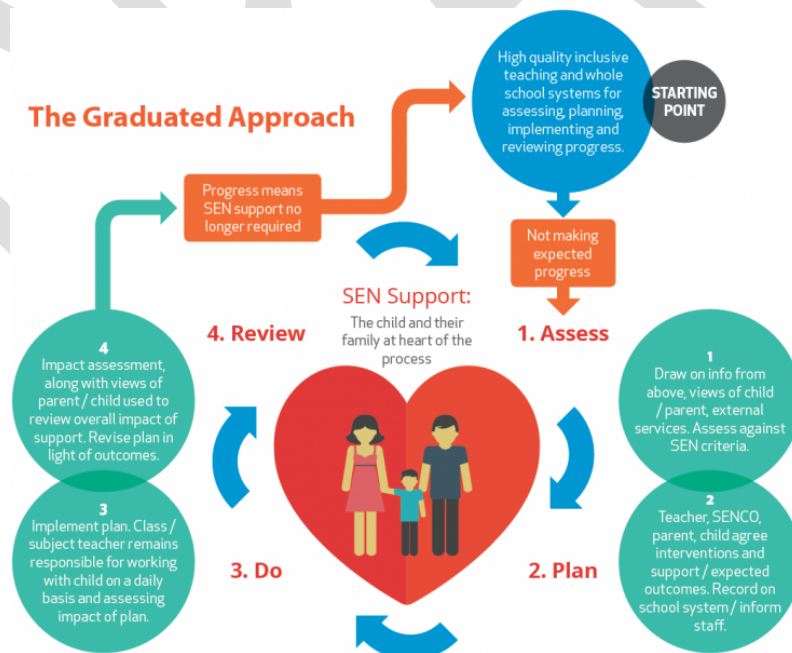 The Graduated Approach
High quality inclusive
teaching and whole
school systems for
assessing, planning,
implementing and
reviewing progress.
STARTING
POINT
Progress means
SEN support no
longer required
Not making
expected
progress
SEN Support:
The child and their
family at heart of the
process
4. Review
1. Assess
4
Impact assessment,
along with views of
parent / child used to
review overall impact of
support. Revise plan in
light of outcomes.
1
Draw on info from
above, views of child
/ parent, external
services. Assess against
SEN criteria.
3
Implement plan. Class /
subject teacher remains
responsible for working
with child on a daily
basis and assessing
impact of plan.
3. Do
2. Plan
2
Teacher, SENCO,
parent, child agree
interventions and
support / expected
outcomes. Record on
school system / inform
staff.